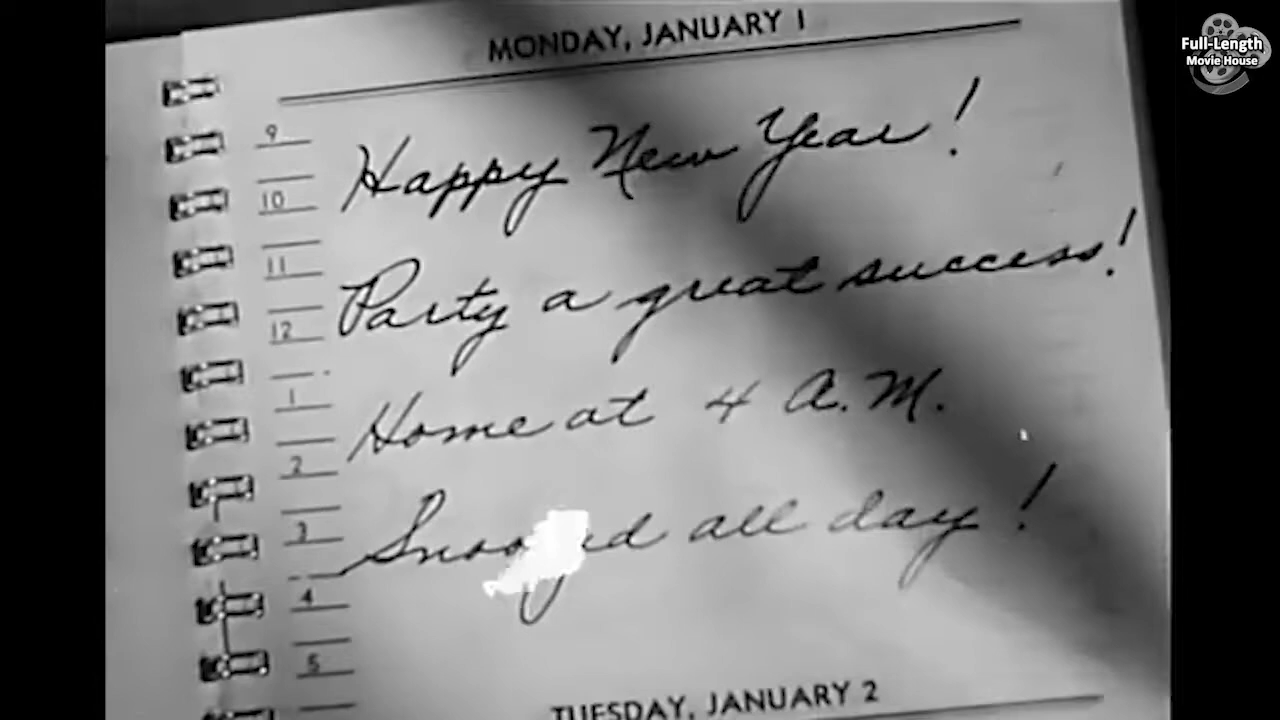 Full-Length
Movie House
MONDAY, JANUARY 1
9
Happy New Year!
10
11
Party a great success!
12
1
Home at 4 A.M.
2
3
all day!
4
5
TUESDAY, JANUARY 2